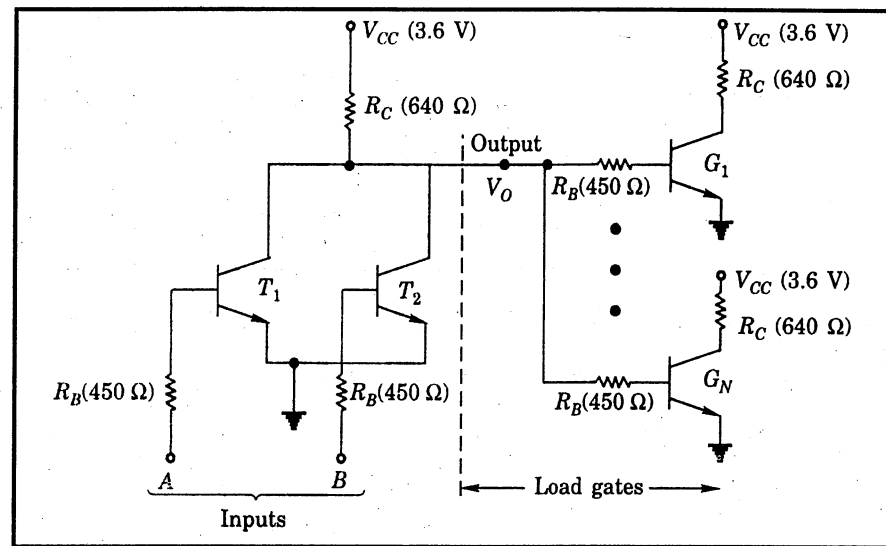 V_CC (3.6 V)
V_CC (3.6 V)
R_C (640 Ω)
R_C (640 Ω)
Output
V_O
R_B(450 Ω)
G_1
T_1
T_2
V_CC (3.6 V)
R_C (640 Ω)
R_B(450 Ω)
R_B(450 Ω)
R_B(450 Ω)
G_N
A
B
Inputs
Load gates